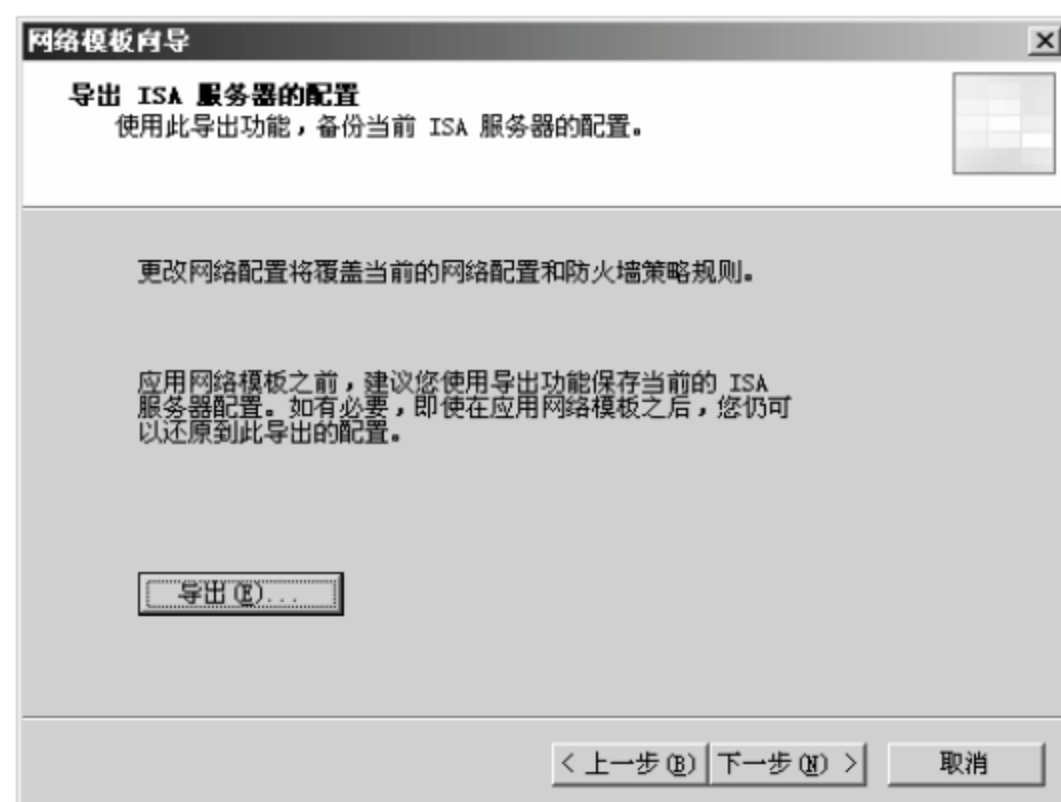 网络模板向导
导出 ISA 服务器的配置
使用此导出功能，备份当前 ISA 服务器的配置。
更改网络配置将覆盖当前的网络配置和防火墙策略规则。
应用网络模板之前，建议您使用导出功能保存当前的 ISA
服务器配置。如有必要，即使在应用网络模板之后，您仍可
以还原到此导出的配置。
导出(E)...
< 上一步(B) 下一步(N) > 取消